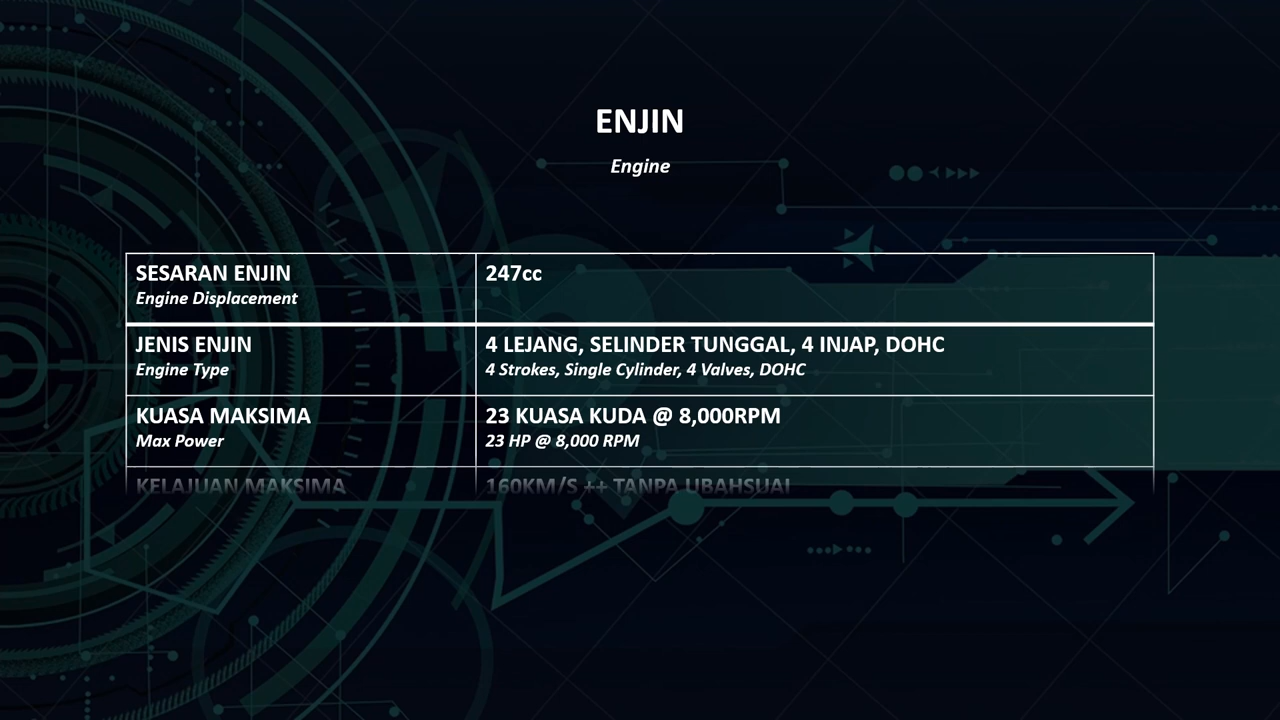 ENJIN
Engine
SESARAN ENJIN
Engine Displacement
247cc
JENIS ENJIN
Engine Type
4 LEJANG, SELINDER TUNGGAL, 4 INJAP, DOHC
4 Strokes, Single Cylinder, 4 Valves, DOHC
KUASA MAKSIMA
Max Power
23 KUASA KUDA @ 8,000RPM
23 HP @ 8,000 RPM
KELAJUAN MAKSIMA
160KM/S ++ TANPA UBAHSUAI